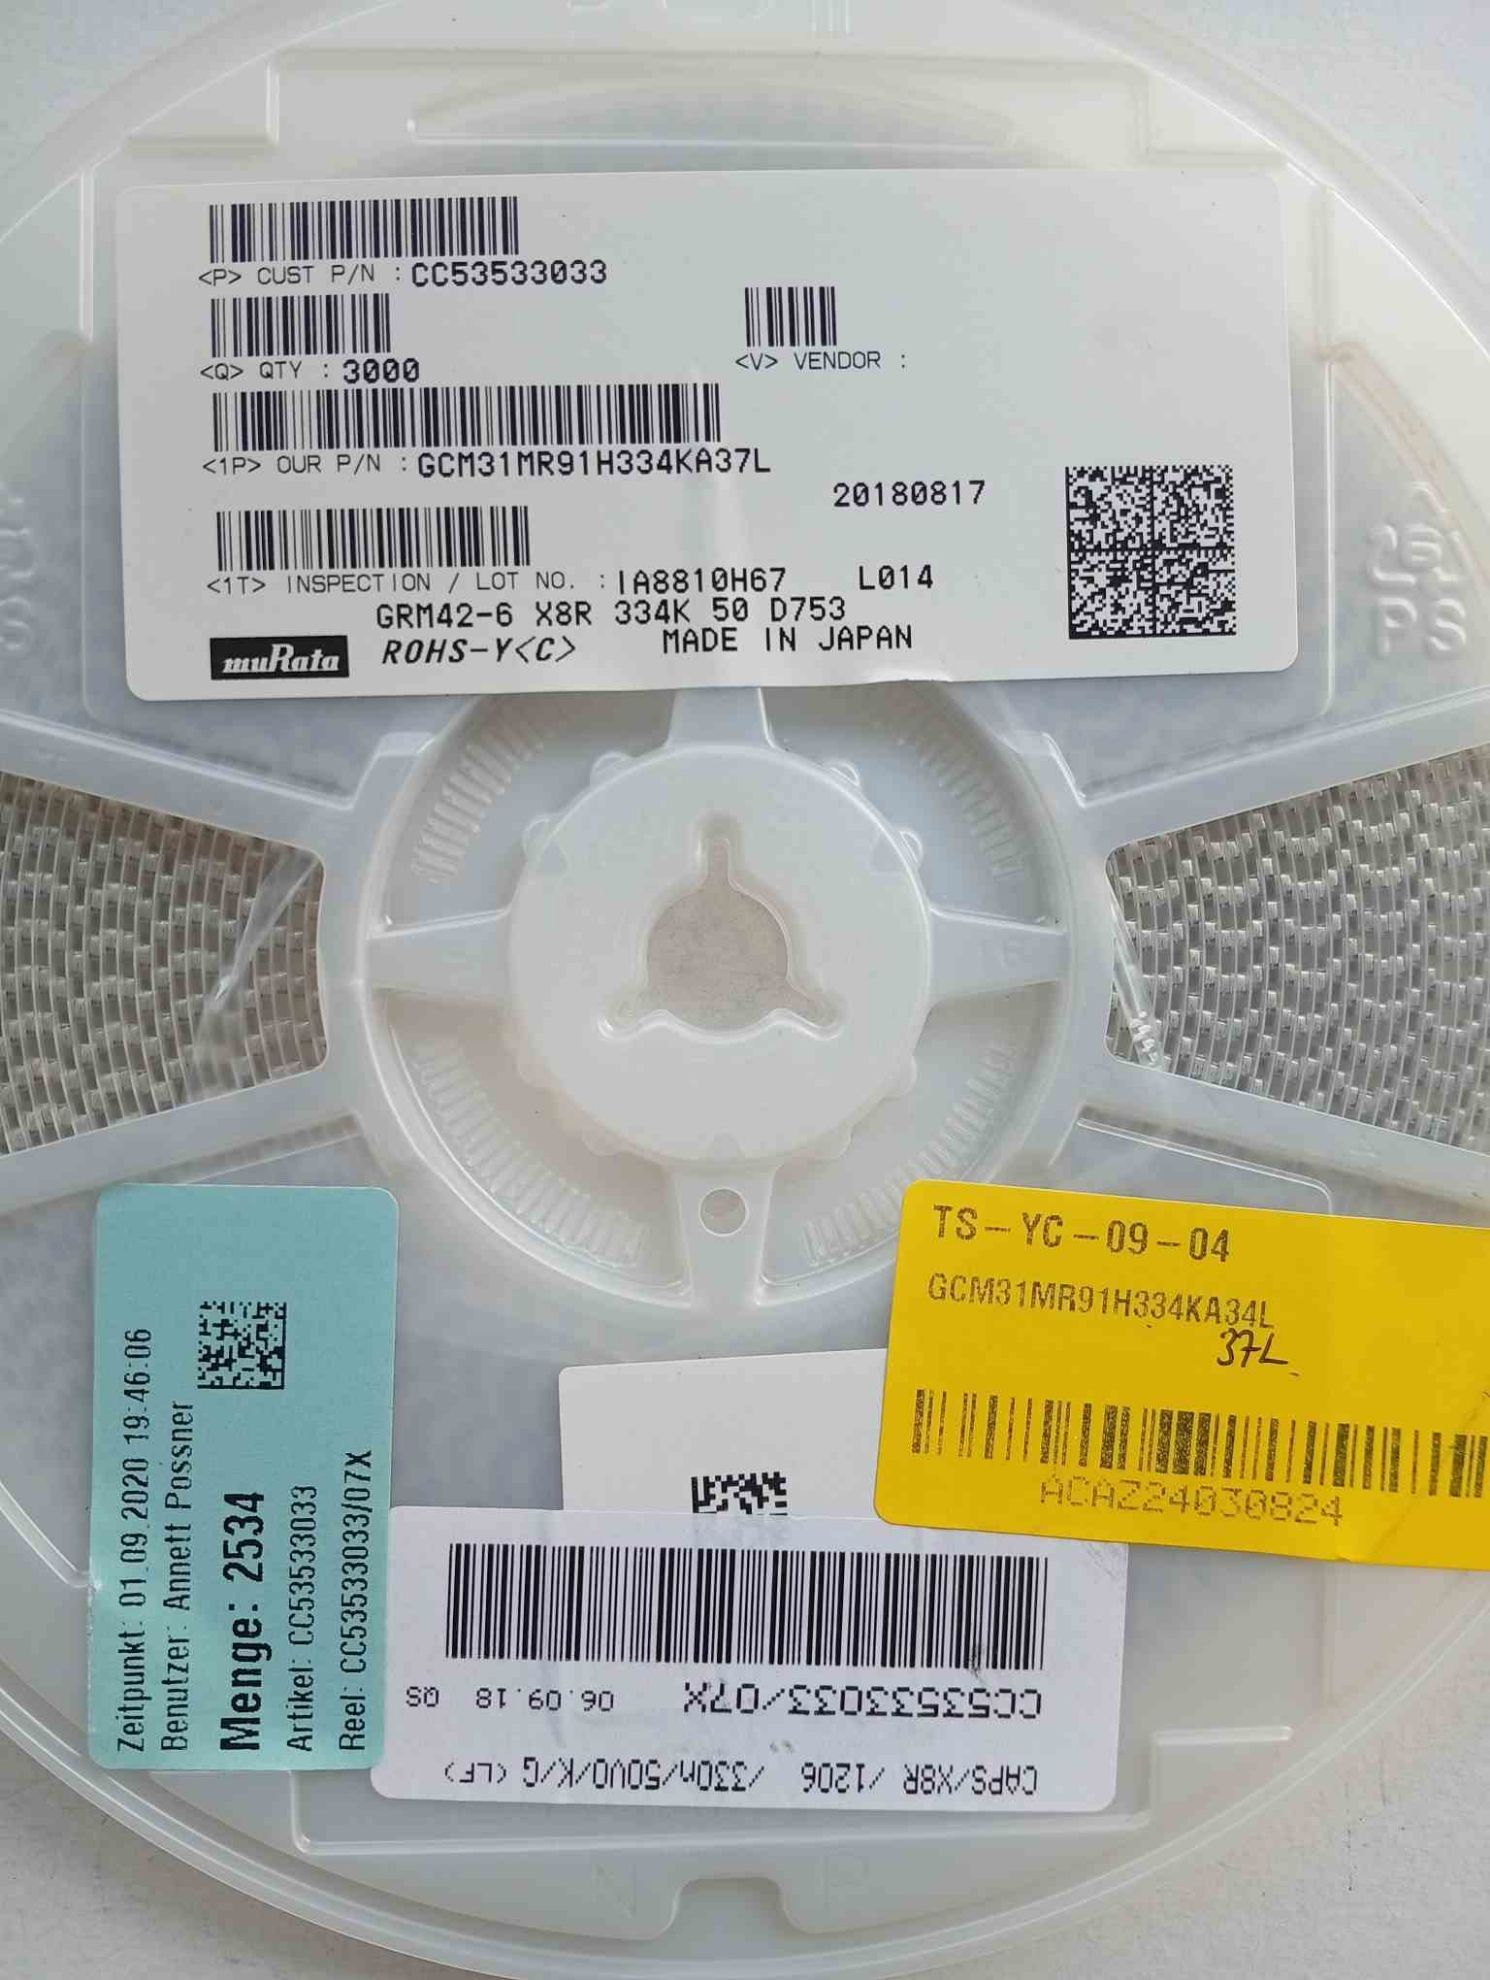 <P> CUST P/N : CC53533033
<Q> QTY : 3000
<V> VENDOR :
<1P> OUR P/N : GCM31MR91H334KA37L
20180817
<1T> INSPECTION / LOT NO. : IA8810H67 L014
GRM42-6 X8R 334K 50 D753
muRata ROHS-Y<C> MADE IN JAPAN
PS
TS-YC-09-04
GCM31MR91H334KA34L
37L
ACAZ24030824
Zeitpunkt: 01.09.2020 19:46:06
Benutzer: Annett Possner
Menge: 2534
Artikel: CC53533033
Reel: CC53533033/07X
CAPS/X8R /1206 /330n/50V0/K/G (LF)
CC53533033/07X 06.09.18 QS